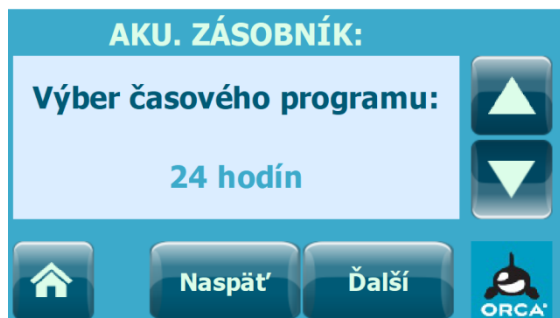 AKU. ZÁSOBNÍK:
Výber časového programu:
24 hodín
Naspäť
Ďalší
ORCA